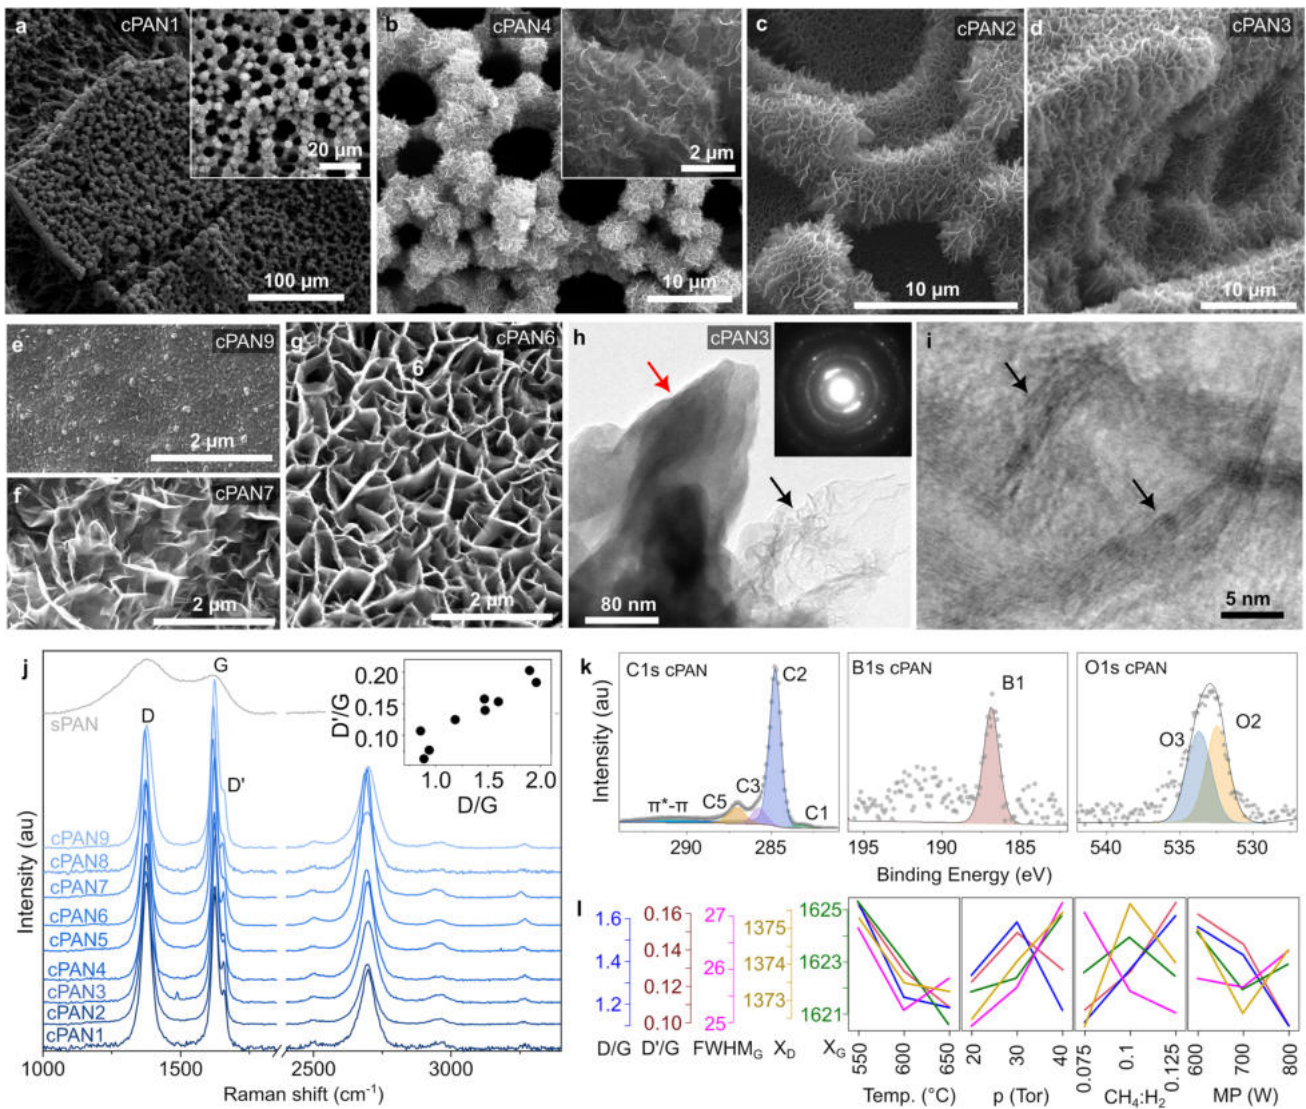 a
cPAN1
20 µm
100 µm
b
cPAN4
2 µm
10 µm
c
cPAN2
10 µm
d
cPAN3
10 µm
e
cPAN9
2 µm
f
cPAN7
2 µm
g
cPAN6
6
2 µm
h
cPAN3
80 nm
i
5 nm
j
sPAN
D
G
D'
0.20
0.15
0.10
D'/G
1.0 1.5 2.0
D/G
cPAN9
cPAN8
cPAN7
cPAN6
cPAN5
cPAN4
cPAN3
cPAN2
cPAN1
Intensity (au)
1000 1500 2500 3000
Raman shift (cm⁻¹)
k
C1s cPAN
C2
C3
C5
π*-π
C1
Intensity (au)
290 285
B1s cPAN
B1
195 190 185
O1s cPAN
O3
O2
540 530
Binding Energy (eV)
l
1.6
1.4
1.2
1.1
D/G
0.16
0.14
0.12
0.10
D'/G
27
26
25
FWHM_G
1375
1374
1373
X_D
1625
1623
1621
X_G
550 600 650
Temp. (°C)
20 30 40
p (Tor)
0.075 0.1 0.125
CH₄:H₂
600 700 800
MP (W)